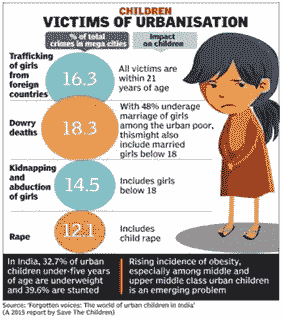 CHILDREN
VICTIMS OF URBANISATION
% of total
crimes in mega cities
Impact
on children
Trafficking
of girls
from
foreign
countries
16.3
All victims are
within 21
years of age
Dowry
deaths
18.3
With 48% underage
marriage of girls
among the urban poor,
thismight also
include married
girls below 18
Kidnapping
and
abduction
of girls
14.5
Includes girls
below 18
Rape
12.1
Includes
child rape
In India, 32.7% of urban
children under-five years
of age are underweight
and 39.6% are stunted
Rising incidence of obesity,
especially among middle and
upper middle class urban children
is an emerging problem
Source: 'Forgotten voices: The world of urban children in India'
(A 2015 report by Save The Children)